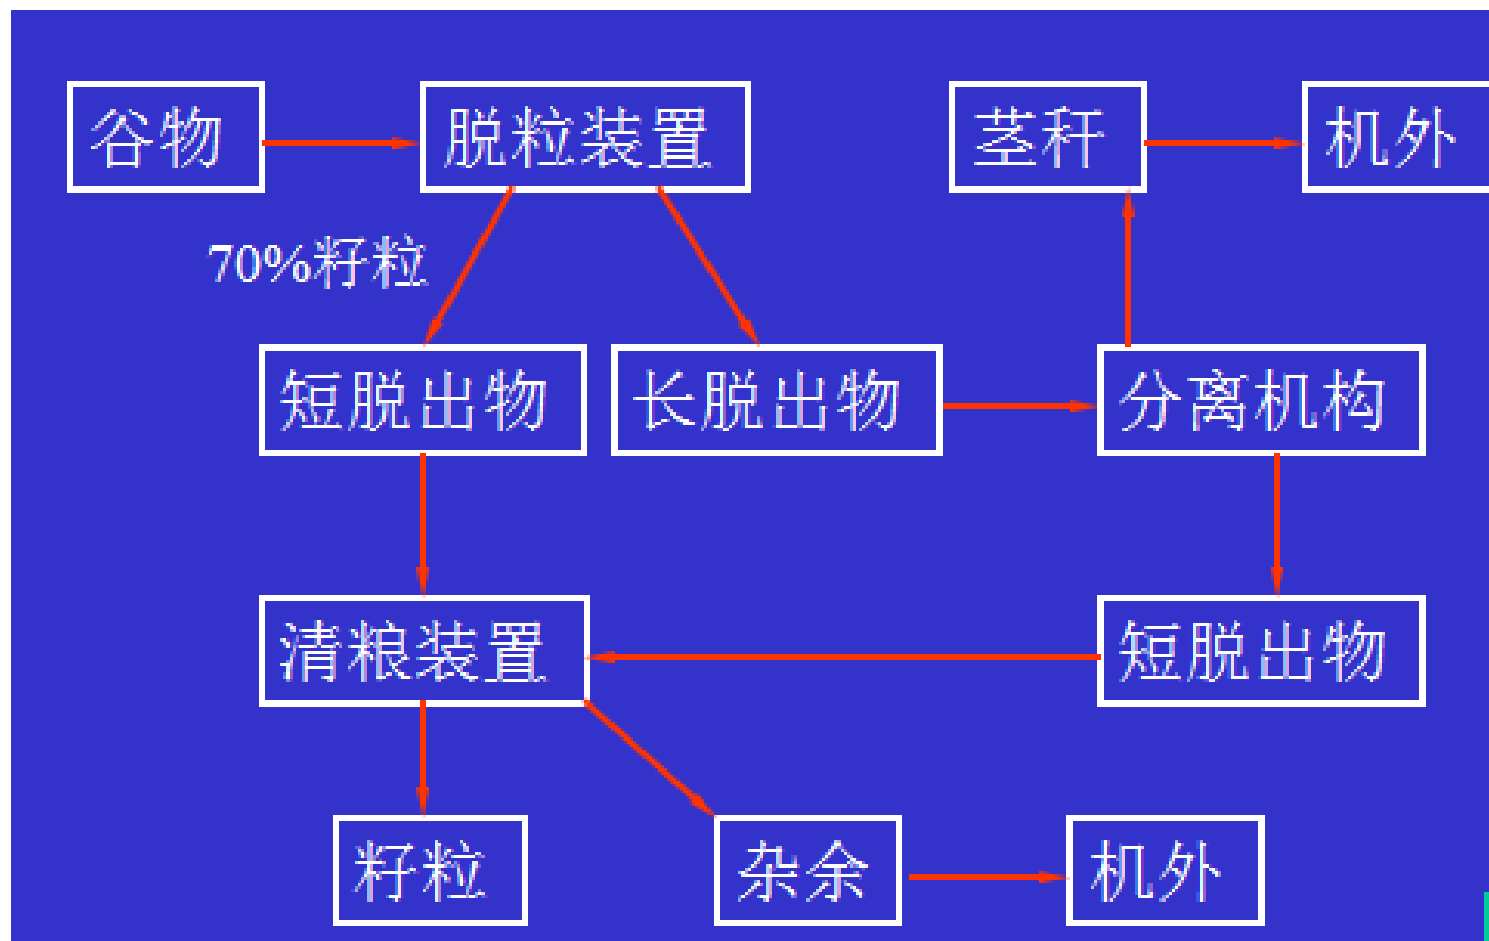 谷物
脱粒装置
茎秆
机外
70%籽粒
短脱出物
长脱出物
分离机构
清粮装置
短脱出物
籽粒
杂余
机外